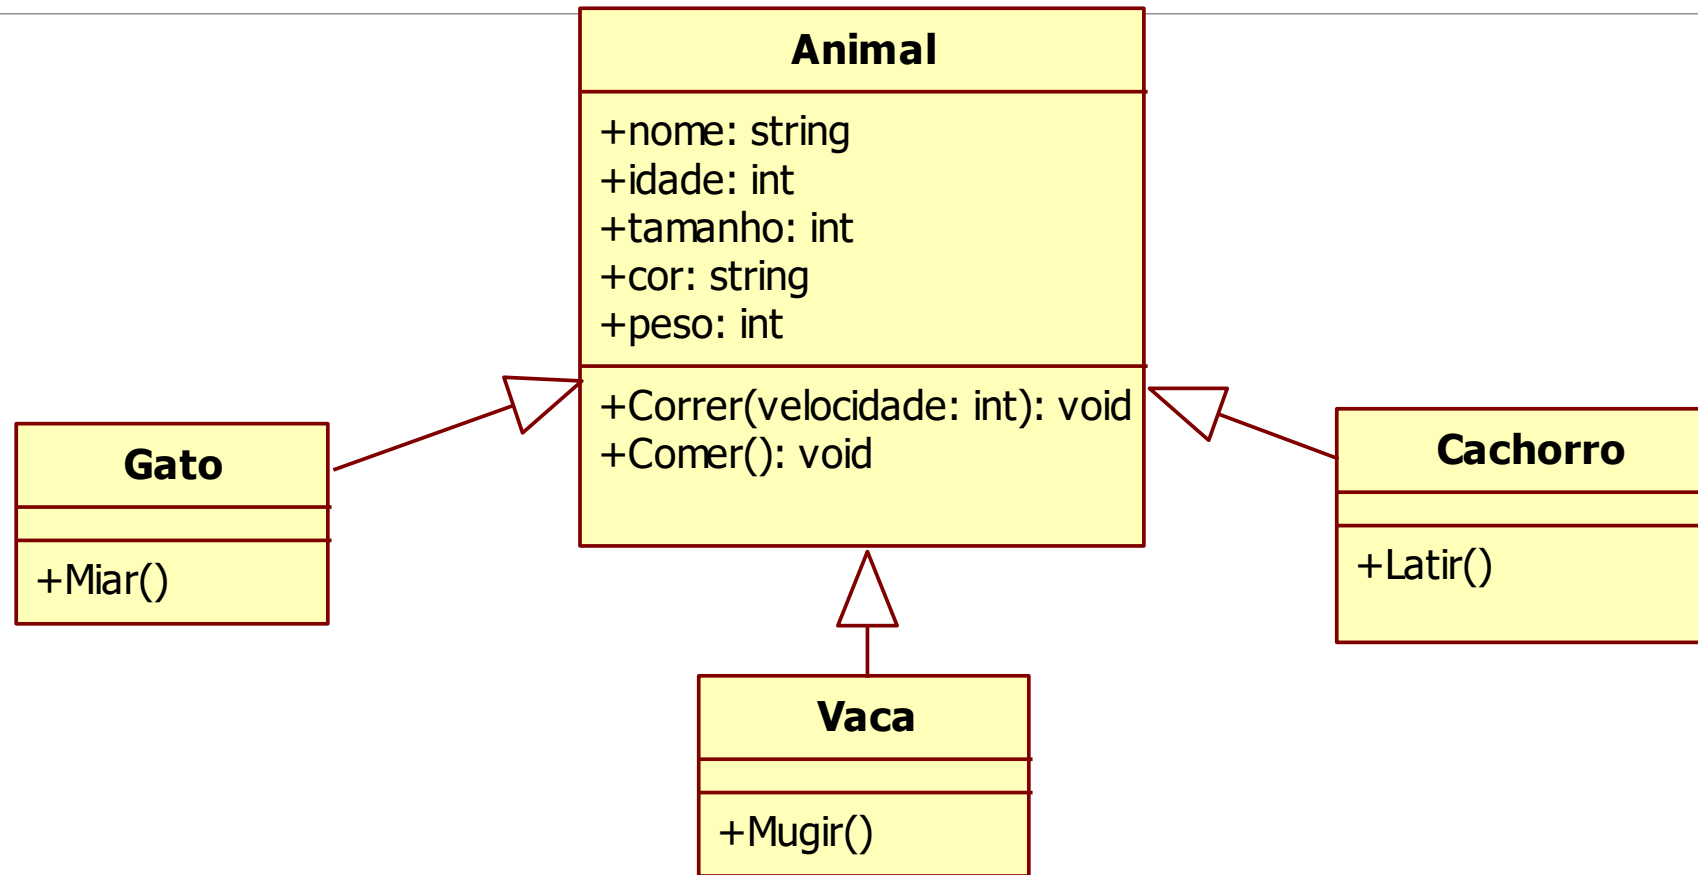 Animal
+nome: string
+idade: int
+tamanho: int
+cor: string
+peso: int
+Correr(velocidade: int): void
+Comer(): void
Gato
+Miar()
Cachorro
+Latir()
Vaca
+Mugir()